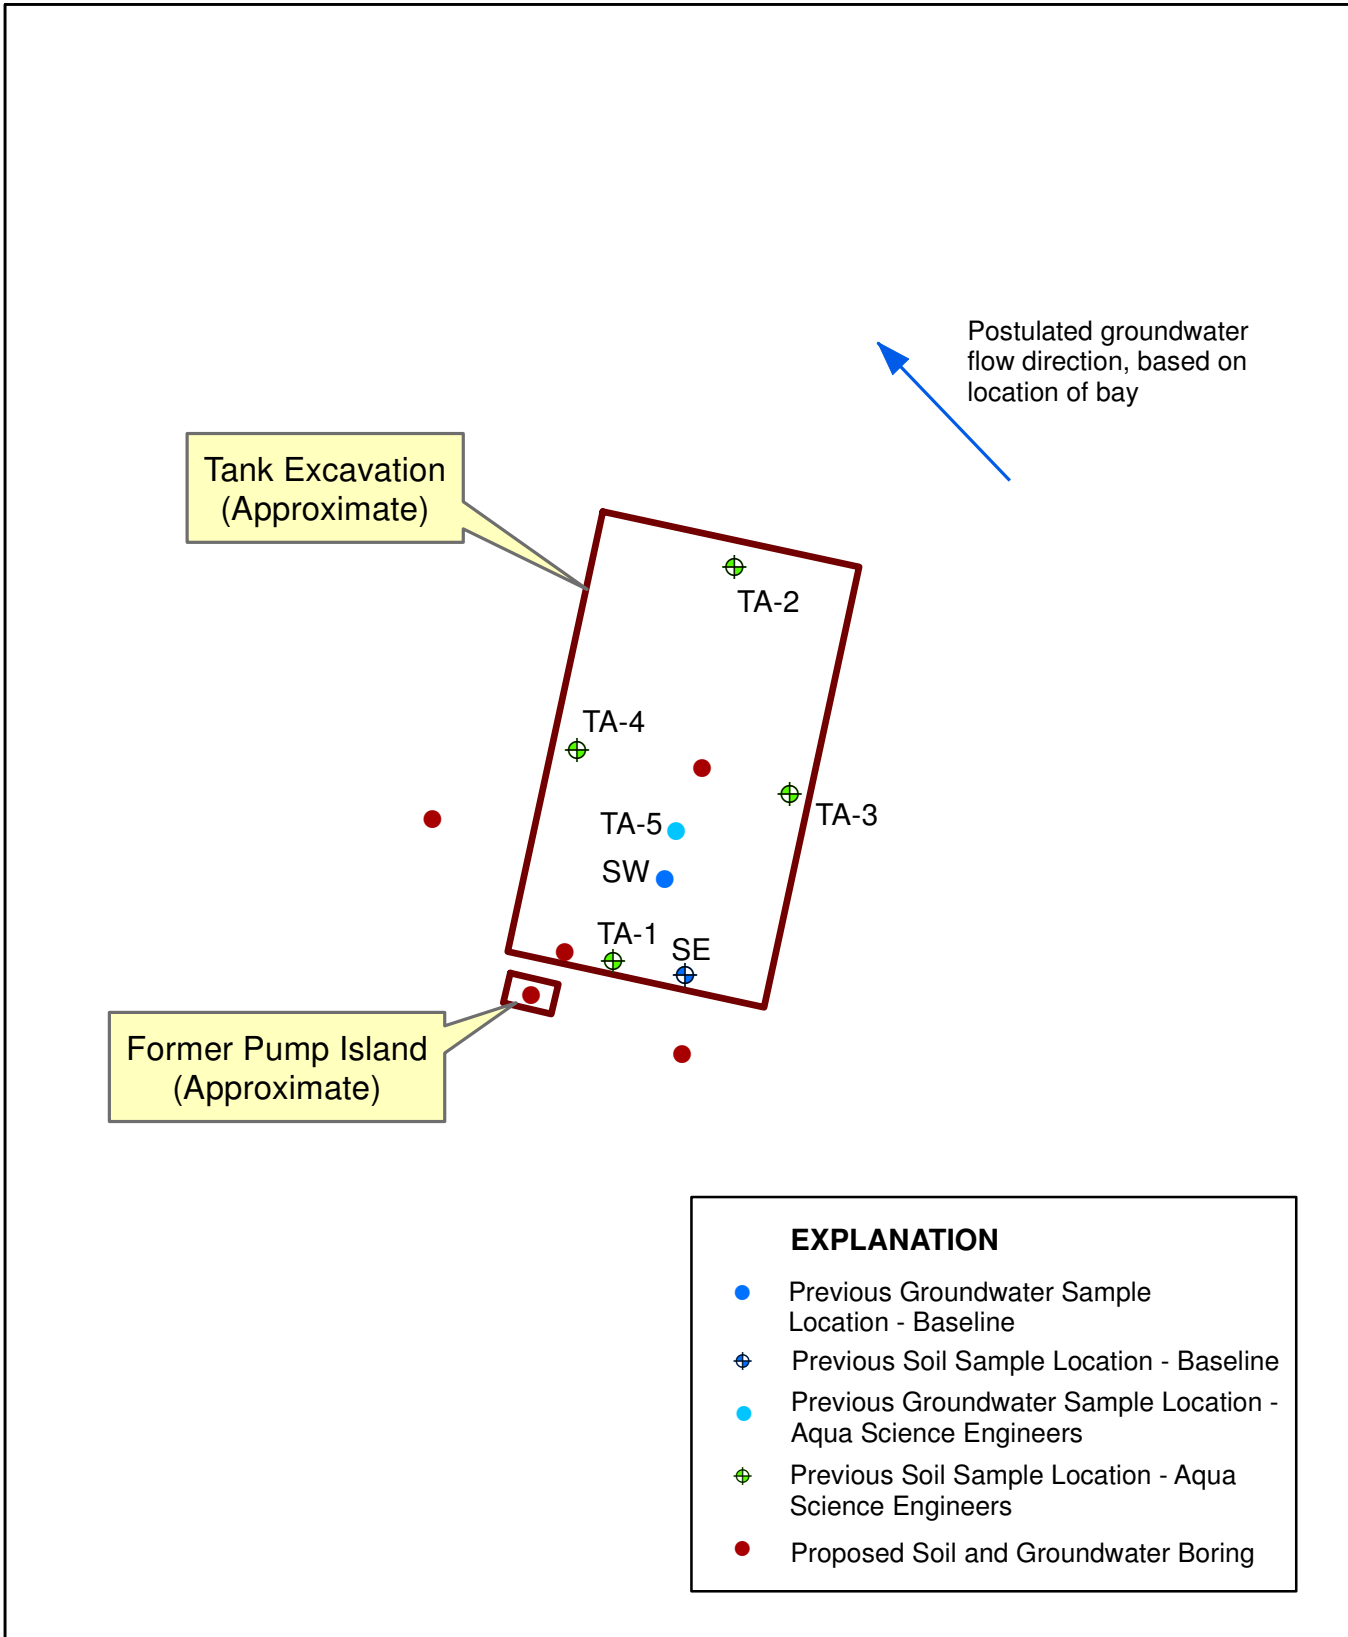 Postulated groundwater
flow direction, based on
location of bay
Tank Excavation
(Approximate)
TA-2
TA-4
TA-3
TA-5
SW
TA-1
SE
Former Pump Island
(Approximate)
EXPLANATION
Previous Groundwater Sample
Location - Baseline
Previous Soil Sample Location - Baseline
Previous Groundwater Sample Location -
Aqua Science Engineers
Previous Soil Sample Location - Aqua
Science Engineers
Proposed Soil and Groundwater Boring